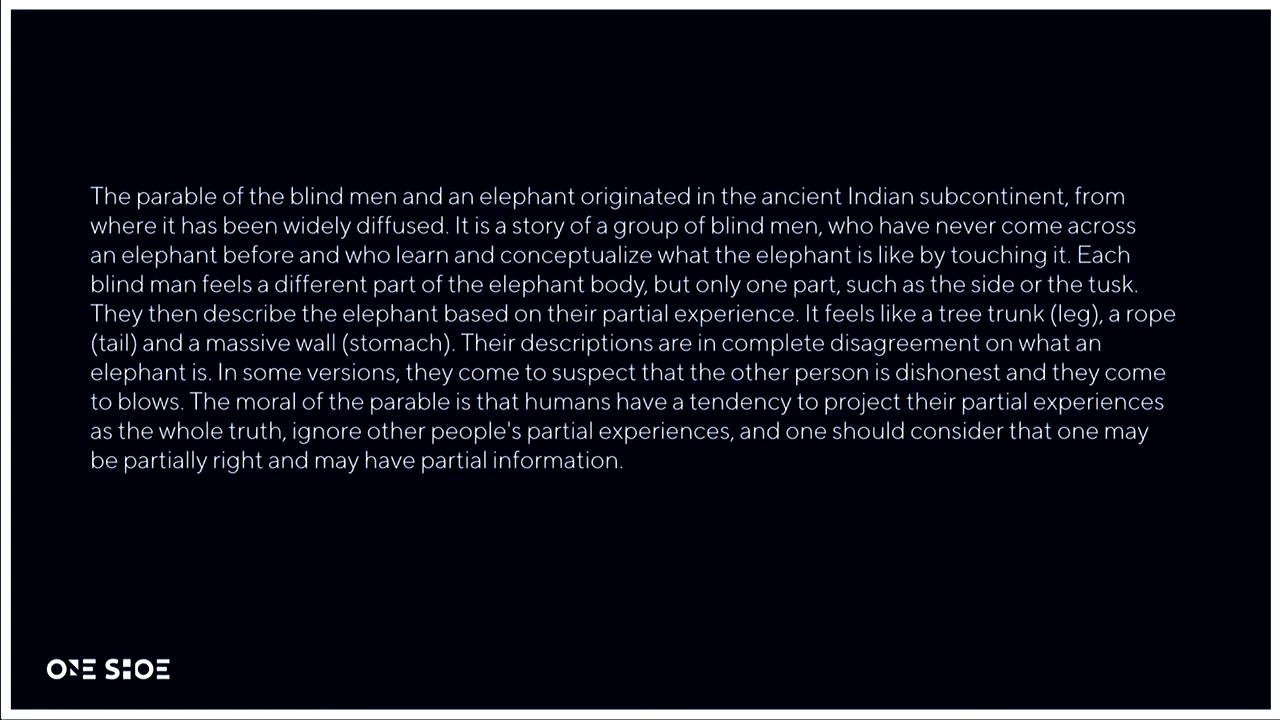 The parable of the blind men and an elephant originated in the ancient Indian subcontinent, from
where it has been widely diffused. It is a story of a group of blind men, who have never come across
an elephant before and who learn and conceptualize what the elephant is like by touching it. Each
blind man feels a different part of the elephant body, but only one part, such as the side or the tusk.
They then describe the elephant based on their partial experience. It feels like a tree trunk (leg), a rope
(tail) and a massive wall (stomach). Their descriptions are in complete disagreement on what an
elephant is. In some versions, they come to suspect that the other person is dishonest and they come
to blows. The moral of the parable is that humans have a tendency to project their partial experiences
as the whole truth, ignore other people's partial experiences, and one should consider that one may
be partially right and may have partial information.
ONE SIDE